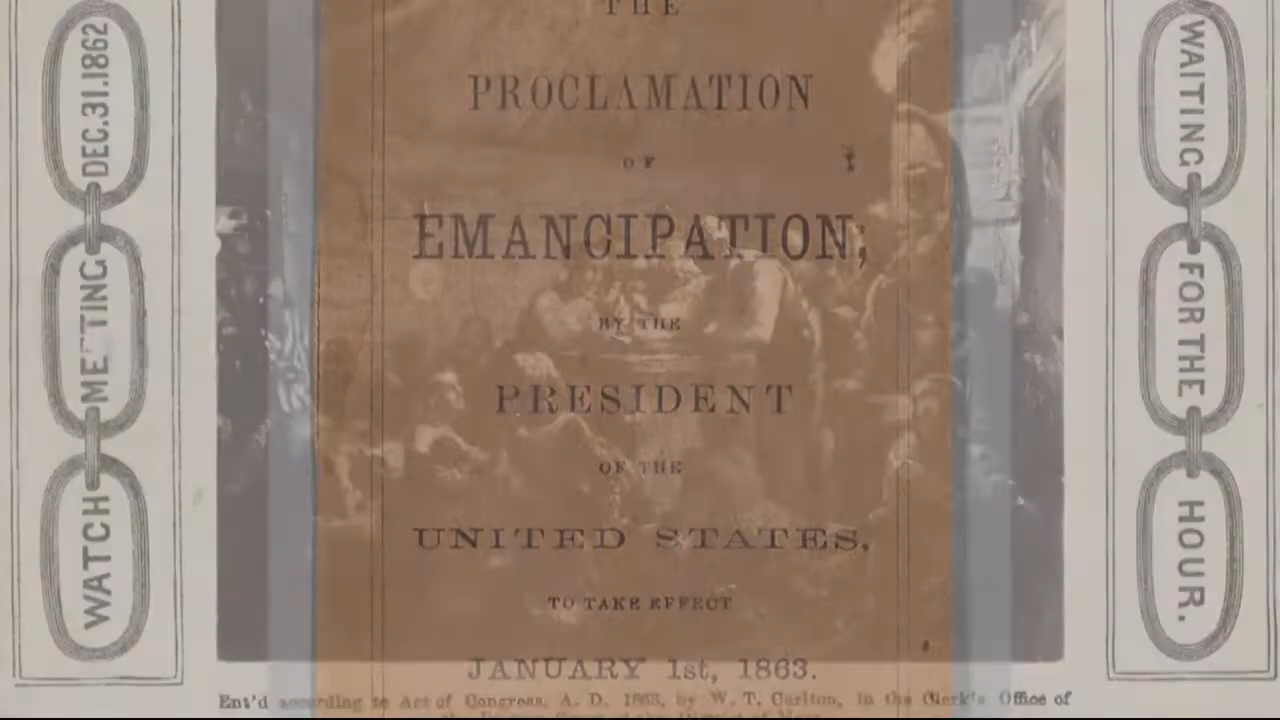 THE
PROCLAMATION
OF
EMANCIPATION;
BY THE
PRESIDENT
OF THE
UNITED STATES,
TO TAKE EFFECT
JANUARY 1st, 1863.
WATCH MEETING DEC.31.1862
WAITING FOR THE HOUR.
Ent'd according to Act of Congress, A. D. 1863, by W. T. Carlton, in the Clerk's Office of